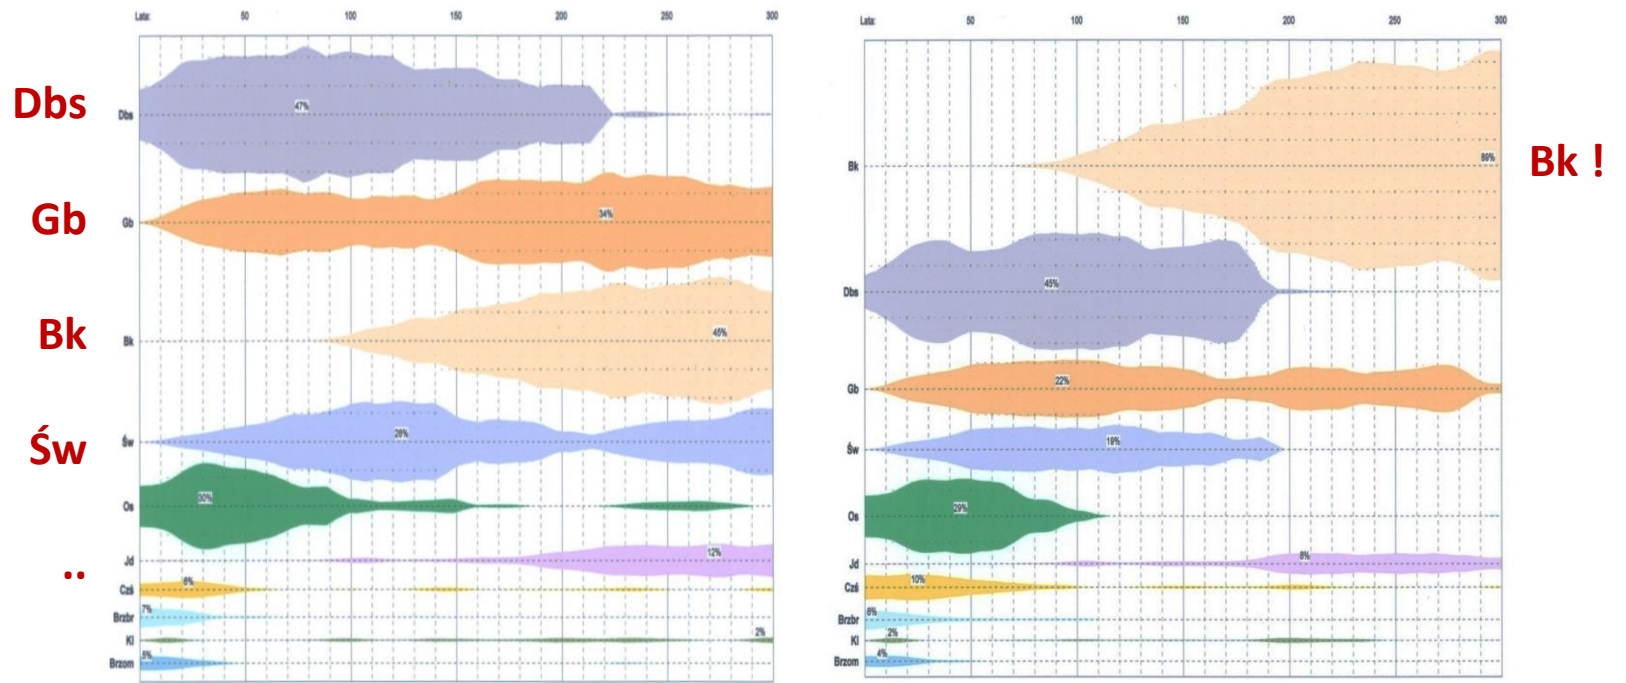 Lata: 50 100 150 200 250 300
Dbs
Dbs
47%
Gb
Gb
34%
Bk
Bk
45%
Św
Św
28%
Os
30%
..
Jd
12%
Czś
6%
Brzbr
7%
Kl
2%
Brzom
5%
Lata: 50 100 150 200 250 300
Bk
89%
Bk !
Dbs
45%
Gb
22%
Św
19%
Os
29%
Jd
8%
Czś
10%
Brzbr
6%
Kl
2%
Brzom
4%